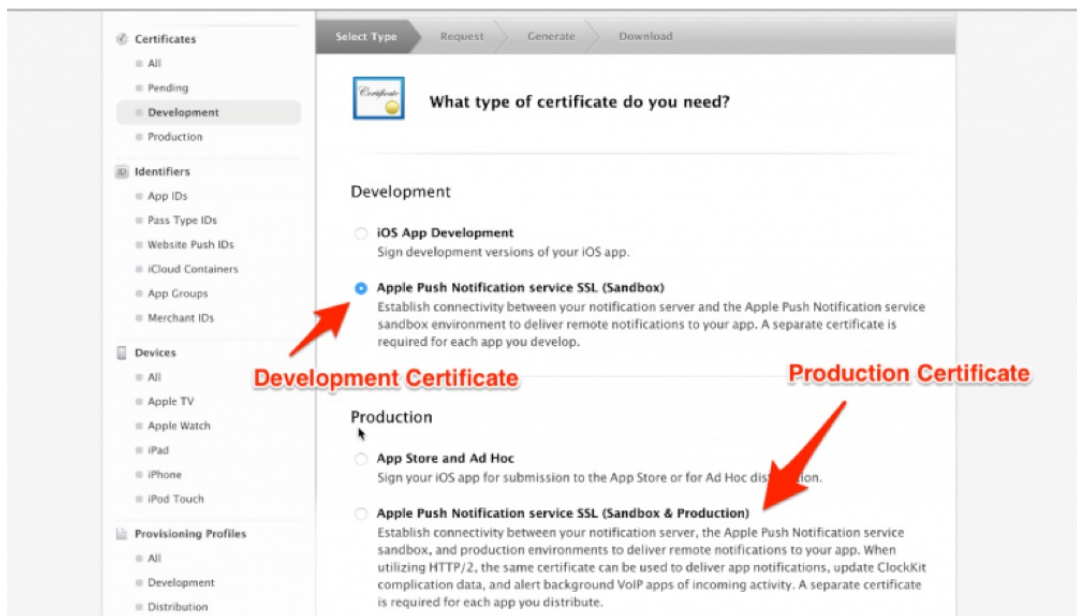 Certificates
All
Pending
Development
Production
Identifiers
App IDs
Pass Type IDs
Website Push IDs
iCloud Containers
App Groups
Merchant IDs
Devices
All
Apple TV
Apple Watch
iPad
iPhone
iPod Touch
Provisioning Profiles
All
Development
Distribution
Select Type
Request
Generate
Download
Certificate
What type of certificate do you need?
Development
iOS App Development
Sign development versions of your iOS app.
Apple Push Notification service SSL (Sandbox)
Establish connectivity between your notification server and the Apple Push Notification service
sandbox environment to deliver remote notifications to your app. A separate certificate is
required for each app you develop.
Development Certificate
Production Certificate
Production
App Store and Ad Hoc
Sign your iOS app for submission to the App Store or for Ad Hoc
Apple Push Notification service SSL (Sandbox & Production)
Establish connectivity between your notification server, the Apple Push Notification service
sandbox, and production environments to deliver remote notifications to your app. When
utilizing HTTP/2, the same certificate can be used to deliver app notifications, update ClockKit
complication data, and alert background VoIP apps of incoming activity. A separate certificate
is required for each app you distribute.